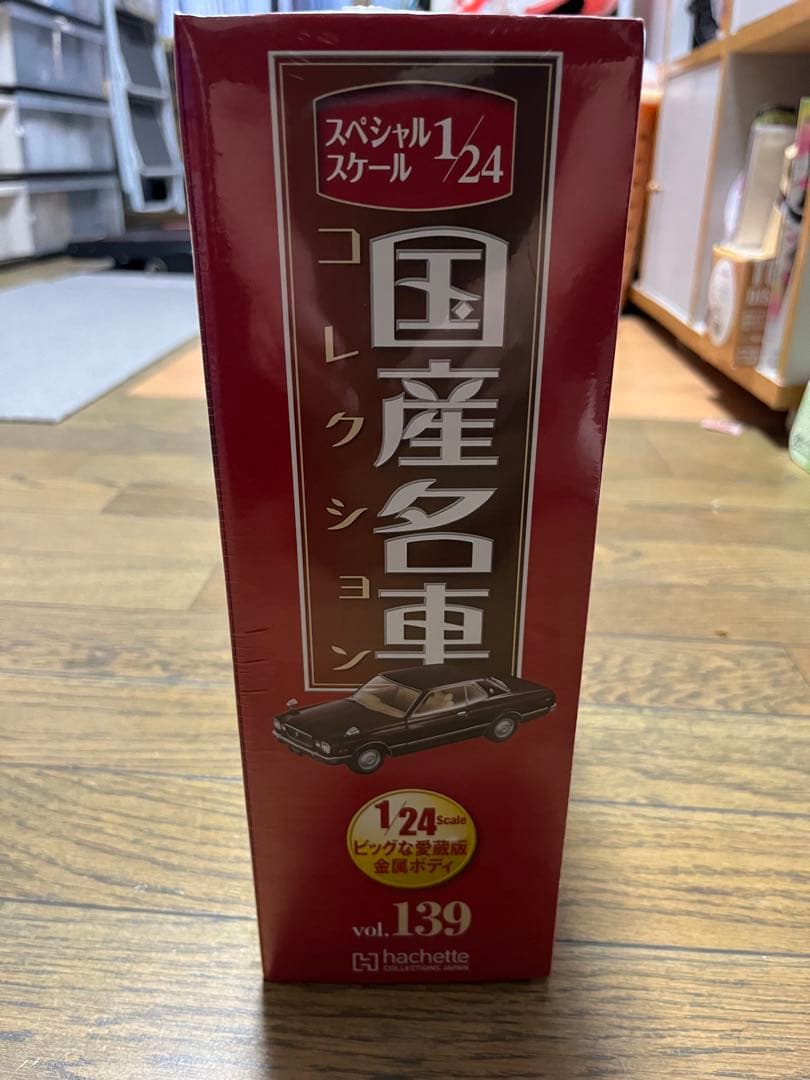 スペシャル
スケール
1/24
国産名車
コレクション
1/24 Scale
ビッグな愛蔵版
金属ボディ
vol.139
hachette
COLLECTIONS JAPAN